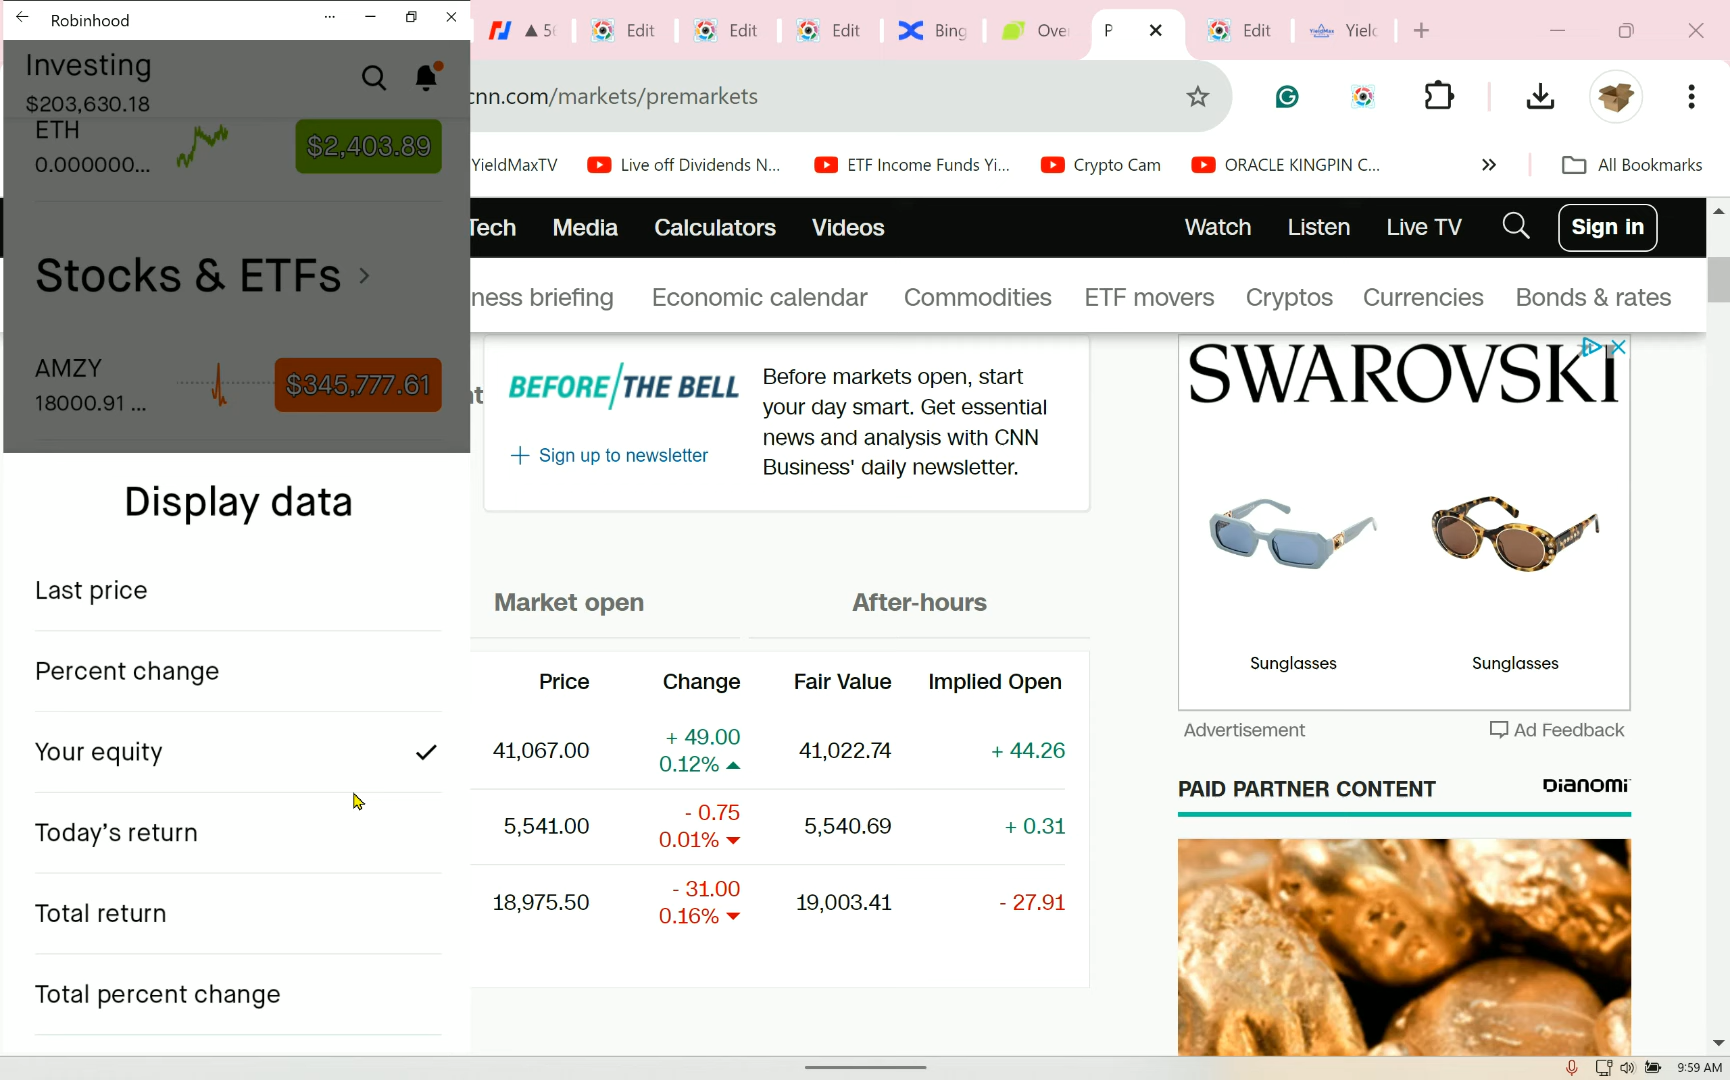 Robinhood
Investing
$203,630.18
ETH
0.000000...
$2,403.89
Stocks & ETFs
AMZY
18000.91 ...
$345,777.61
Display data
Last price
Percent change
Your equity
Today's return
Total return
Total percent change
Edit
Edit
Edit
Bing
Over
P
Edit
cnn.com/markets/premarkets
YieldMaxTV
Live off Dividends N...
ETF Income Funds Yi...
Crypto Cam
ORACLE KINGPIN C...
All Bookmarks
Tech Media Calculators Videos Watch Listen Live TV Sign in
ness briefing Economic calendar Commodities ETF movers Cryptos Currencies Bonds & rates
BEFORE/THE BELL
+ Sign up to newsletter
Before markets open, start
your day smart. Get essential
news and analysis with CNN
Business' daily newsletter.
Market open After-hours
Price Change Fair Value Implied Open
41,067.00 + 49.00 0.12% 41,022.74 + 44.26
5,541.00 - 0.75 0.01% 5,540.69 + 0.31
18,975.50 - 31.00 0.16% 19,003.41 - 27.91
SWAROVSKI
Sunglasses Sunglasses
Advertisement Ad Feedback
PAID PARTNER CONTENT DIANOMI
9:59 AM